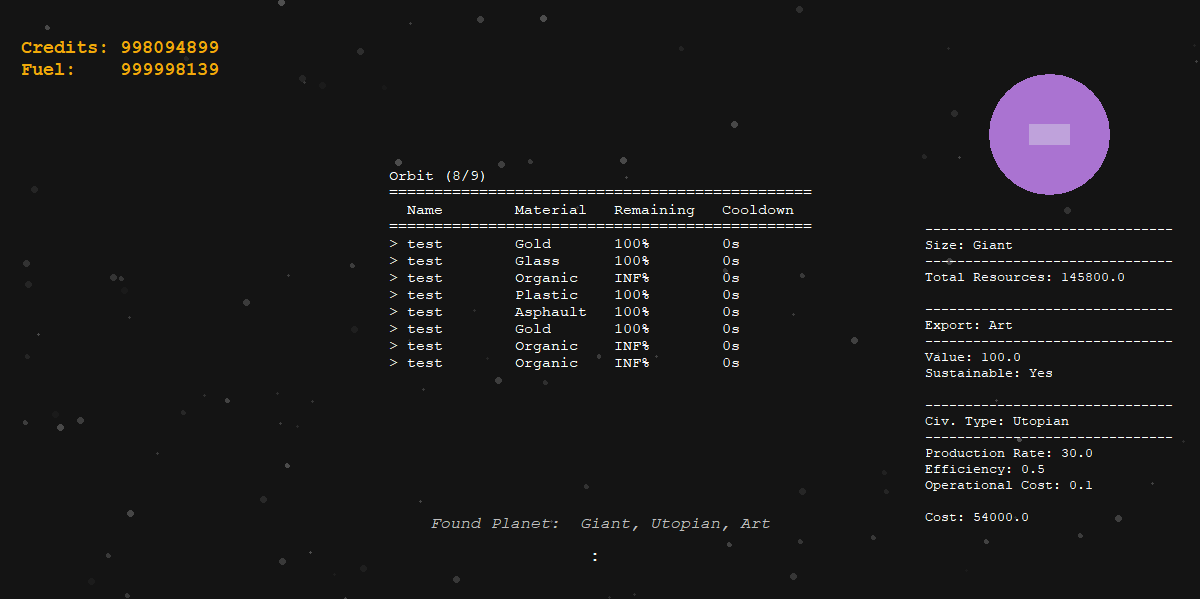 Credits: 998094899
Fuel: 999998139
Orbit (8/9)
===============================================
Name Material Remaining Cooldown
===============================================
> test Gold 100% 0s
> test Glass 100% 0s
> test Organic INF% 0s
> test Plastic 100% 0s
> test Asphault 100% 0s
> test Gold 100% 0s
> test Organic INF% 0s
> test Organic INF% 0s
Found Planet: Giant, Utopian, Art
:
-------------------------------
Size: Giant
-------------------------------
Total Resources: 145800.0
-------------------------------
Export: Art
-------------------------------
Value: 100.0
Sustainable: Yes
-------------------------------
Civ. Type: Utopian
-------------------------------
Production Rate: 30.0
Efficiency: 0.5
Operational Cost: 0.1
Cost: 54000.0